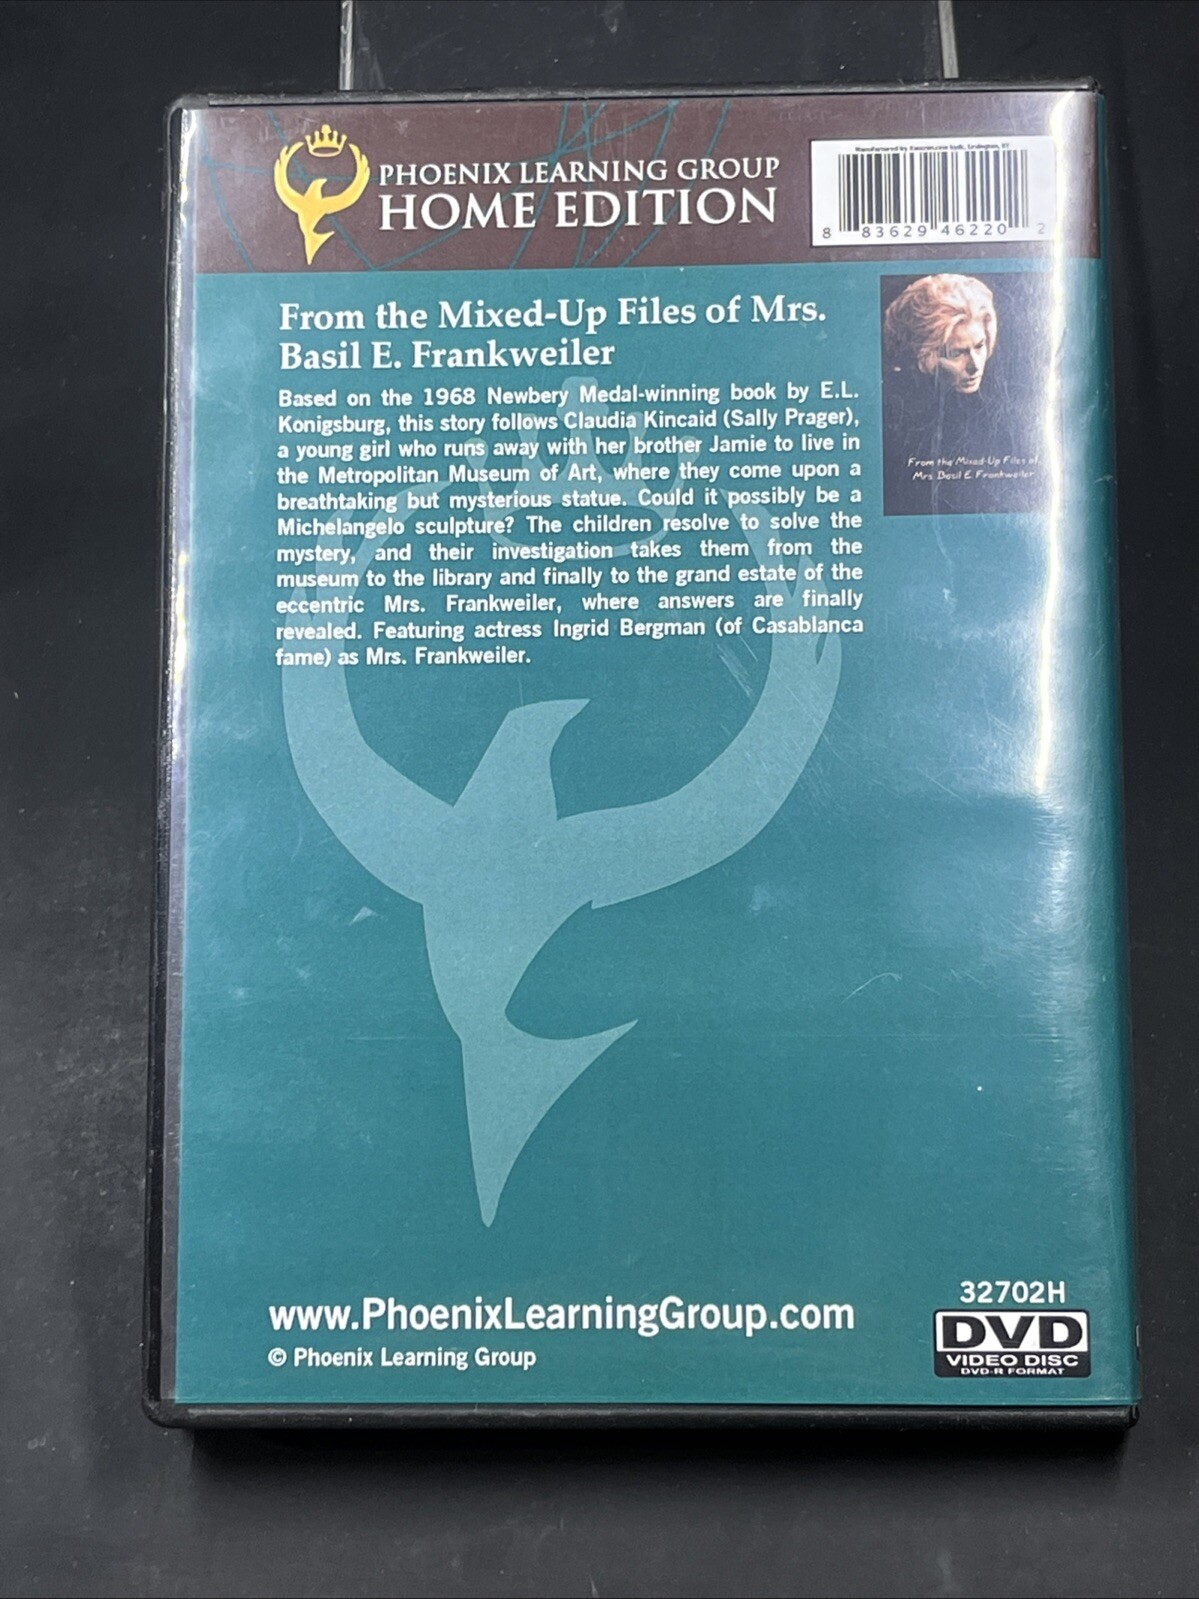 PHOENIX LEARNING GROUP
HOME EDITION
8 83629 46220 2
From the Mixed-Up Files of Mrs.
Basil E. Frankweiler
Based on the 1968 Newbery Medal-winning book by E.L.
Konigsburg, this story follows Claudia Kincaid (Sally Prager),
a young girl who runs away with her brother Jamie to live in
the Metropolitan Museum of Art, where they come upon a
breathtaking but mysterious statue. Could it possibly be a
Michelangelo sculpture? The children resolve to solve the
mystery, and their investigation takes them from the
museum to the library and finally to the grand estate of the
eccentric Mrs. Frankweiler, where answers are finally
revealed. Featuring actress Ingrid Bergman (of Casablanca
fame) as Mrs. Frankweiler.
From the Mixed-Up Files of
Mrs Basil E. Frankweiler
www.PhoenixLearningGroup.com
© Phoenix Learning Group
32702H
DVD
VIDEO DISC
DVD-R FORMAT